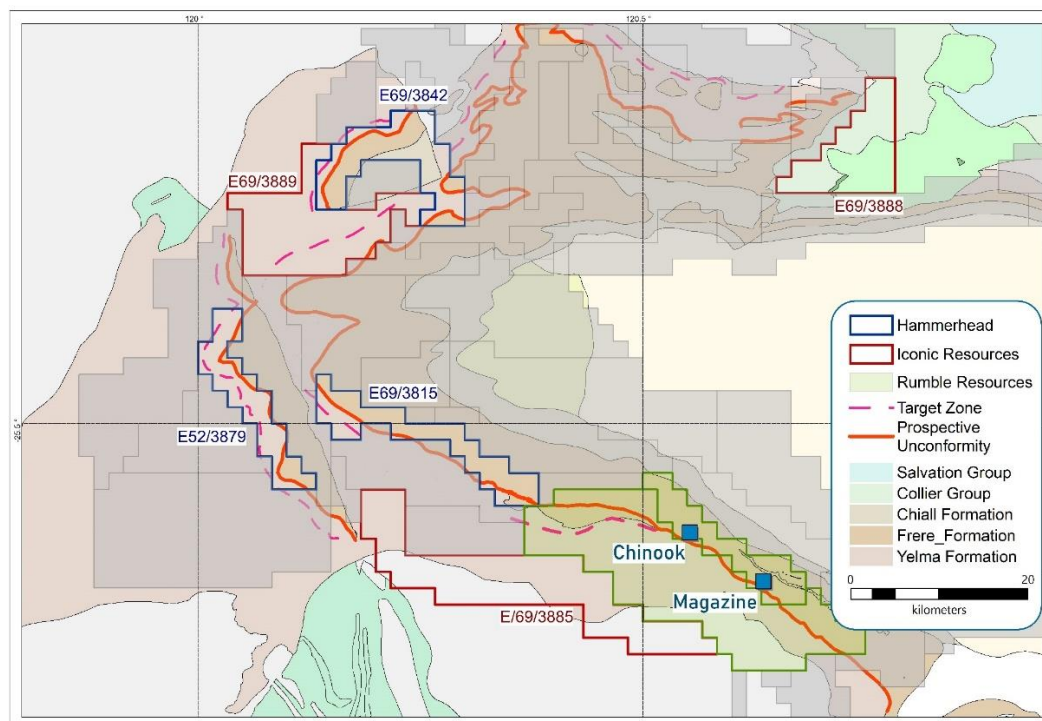 120 °
120.5 °
E69/3842
E69/3889
E69/3888
Hammerhead
Iconic Resources
Rumble Resources
Target Zone
Prospective
Unconformity
Salvation Group
Collier Group
Chiall Formation
Frere_Formation
Yelma Formation
0 20
kilometers
E69/3815
-25.5
E52/3879
Chinook
Magazine
E/69/3885